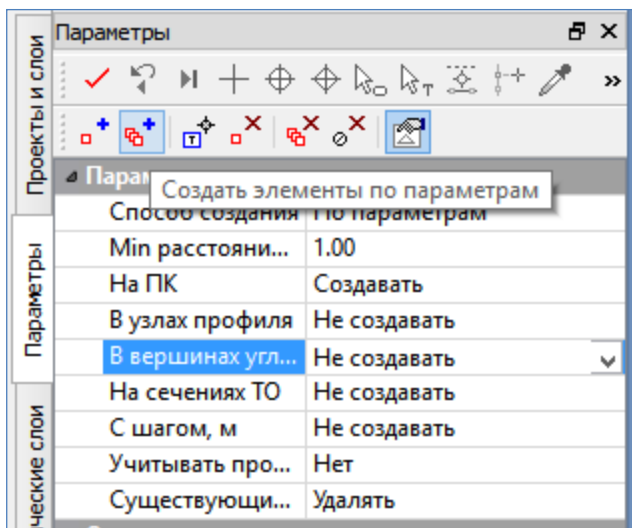 Параметры
Проекты и слои
Создать элементы по параметрам
Способ создания По параметрам
Min расстояни... 1.00
На ПК Создавать
В узлах профиля Не создавать
Параметры
В вершинах угл... Не создавать
На сечениях ТО Не создавать
С шагом, м Не создавать
Учитывать про... Нет
Существующи... Удалять
ческие слои